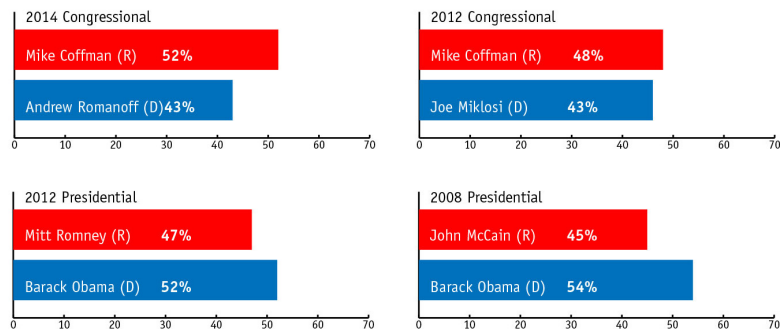 2014 Congressional
Mike Coffman (R) 52%
Andrew Romanoff (D) 43%
0 10 20 30 40 50 60 70
2012 Congressional
Mike Coffman (R) 48%
Joe Miklosi (D) 43%
0 10 20 30 40 50 60 70
2012 Presidential
Mitt Romney (R) 47%
Barack Obama (D) 52%
0 10 20 30 40 50 60 70
2008 Presidential
John McCain (R) 45%
Barack Obama (D) 54%
0 10 20 30 40 50 60 70